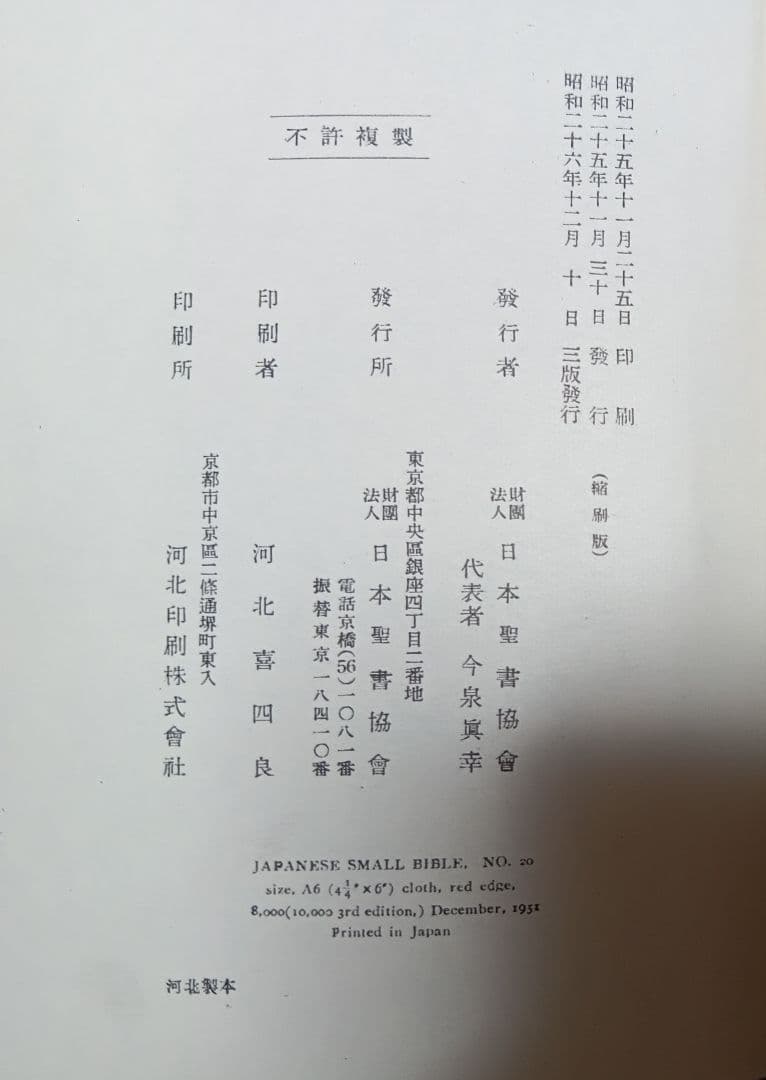 昭和二十五年十一月二十五日 印刷
昭和二十五年十一月三十日 發行
昭和二十六年十二月 十 日 三版發行
(縮刷版)
不許複製
發行者 財團法人 日本聖書協會
代表者 今泉眞幸
東京都中央區銀座四丁目二番地
發行所 財團法人 日本聖書協會
電話京橋(56)一〇八一番
振替東京一八四一〇番
印刷者 河北喜四良
京都市中京區二條通堺町東入
印刷所 河北印刷株式會社
JAPANESE SMALL BIBLE, NO. 20
size, A6 (4¼"×6") cloth, red edge,
8,000(10,000 3rd edition,) December, 1951
Printed in Japan
河北製本